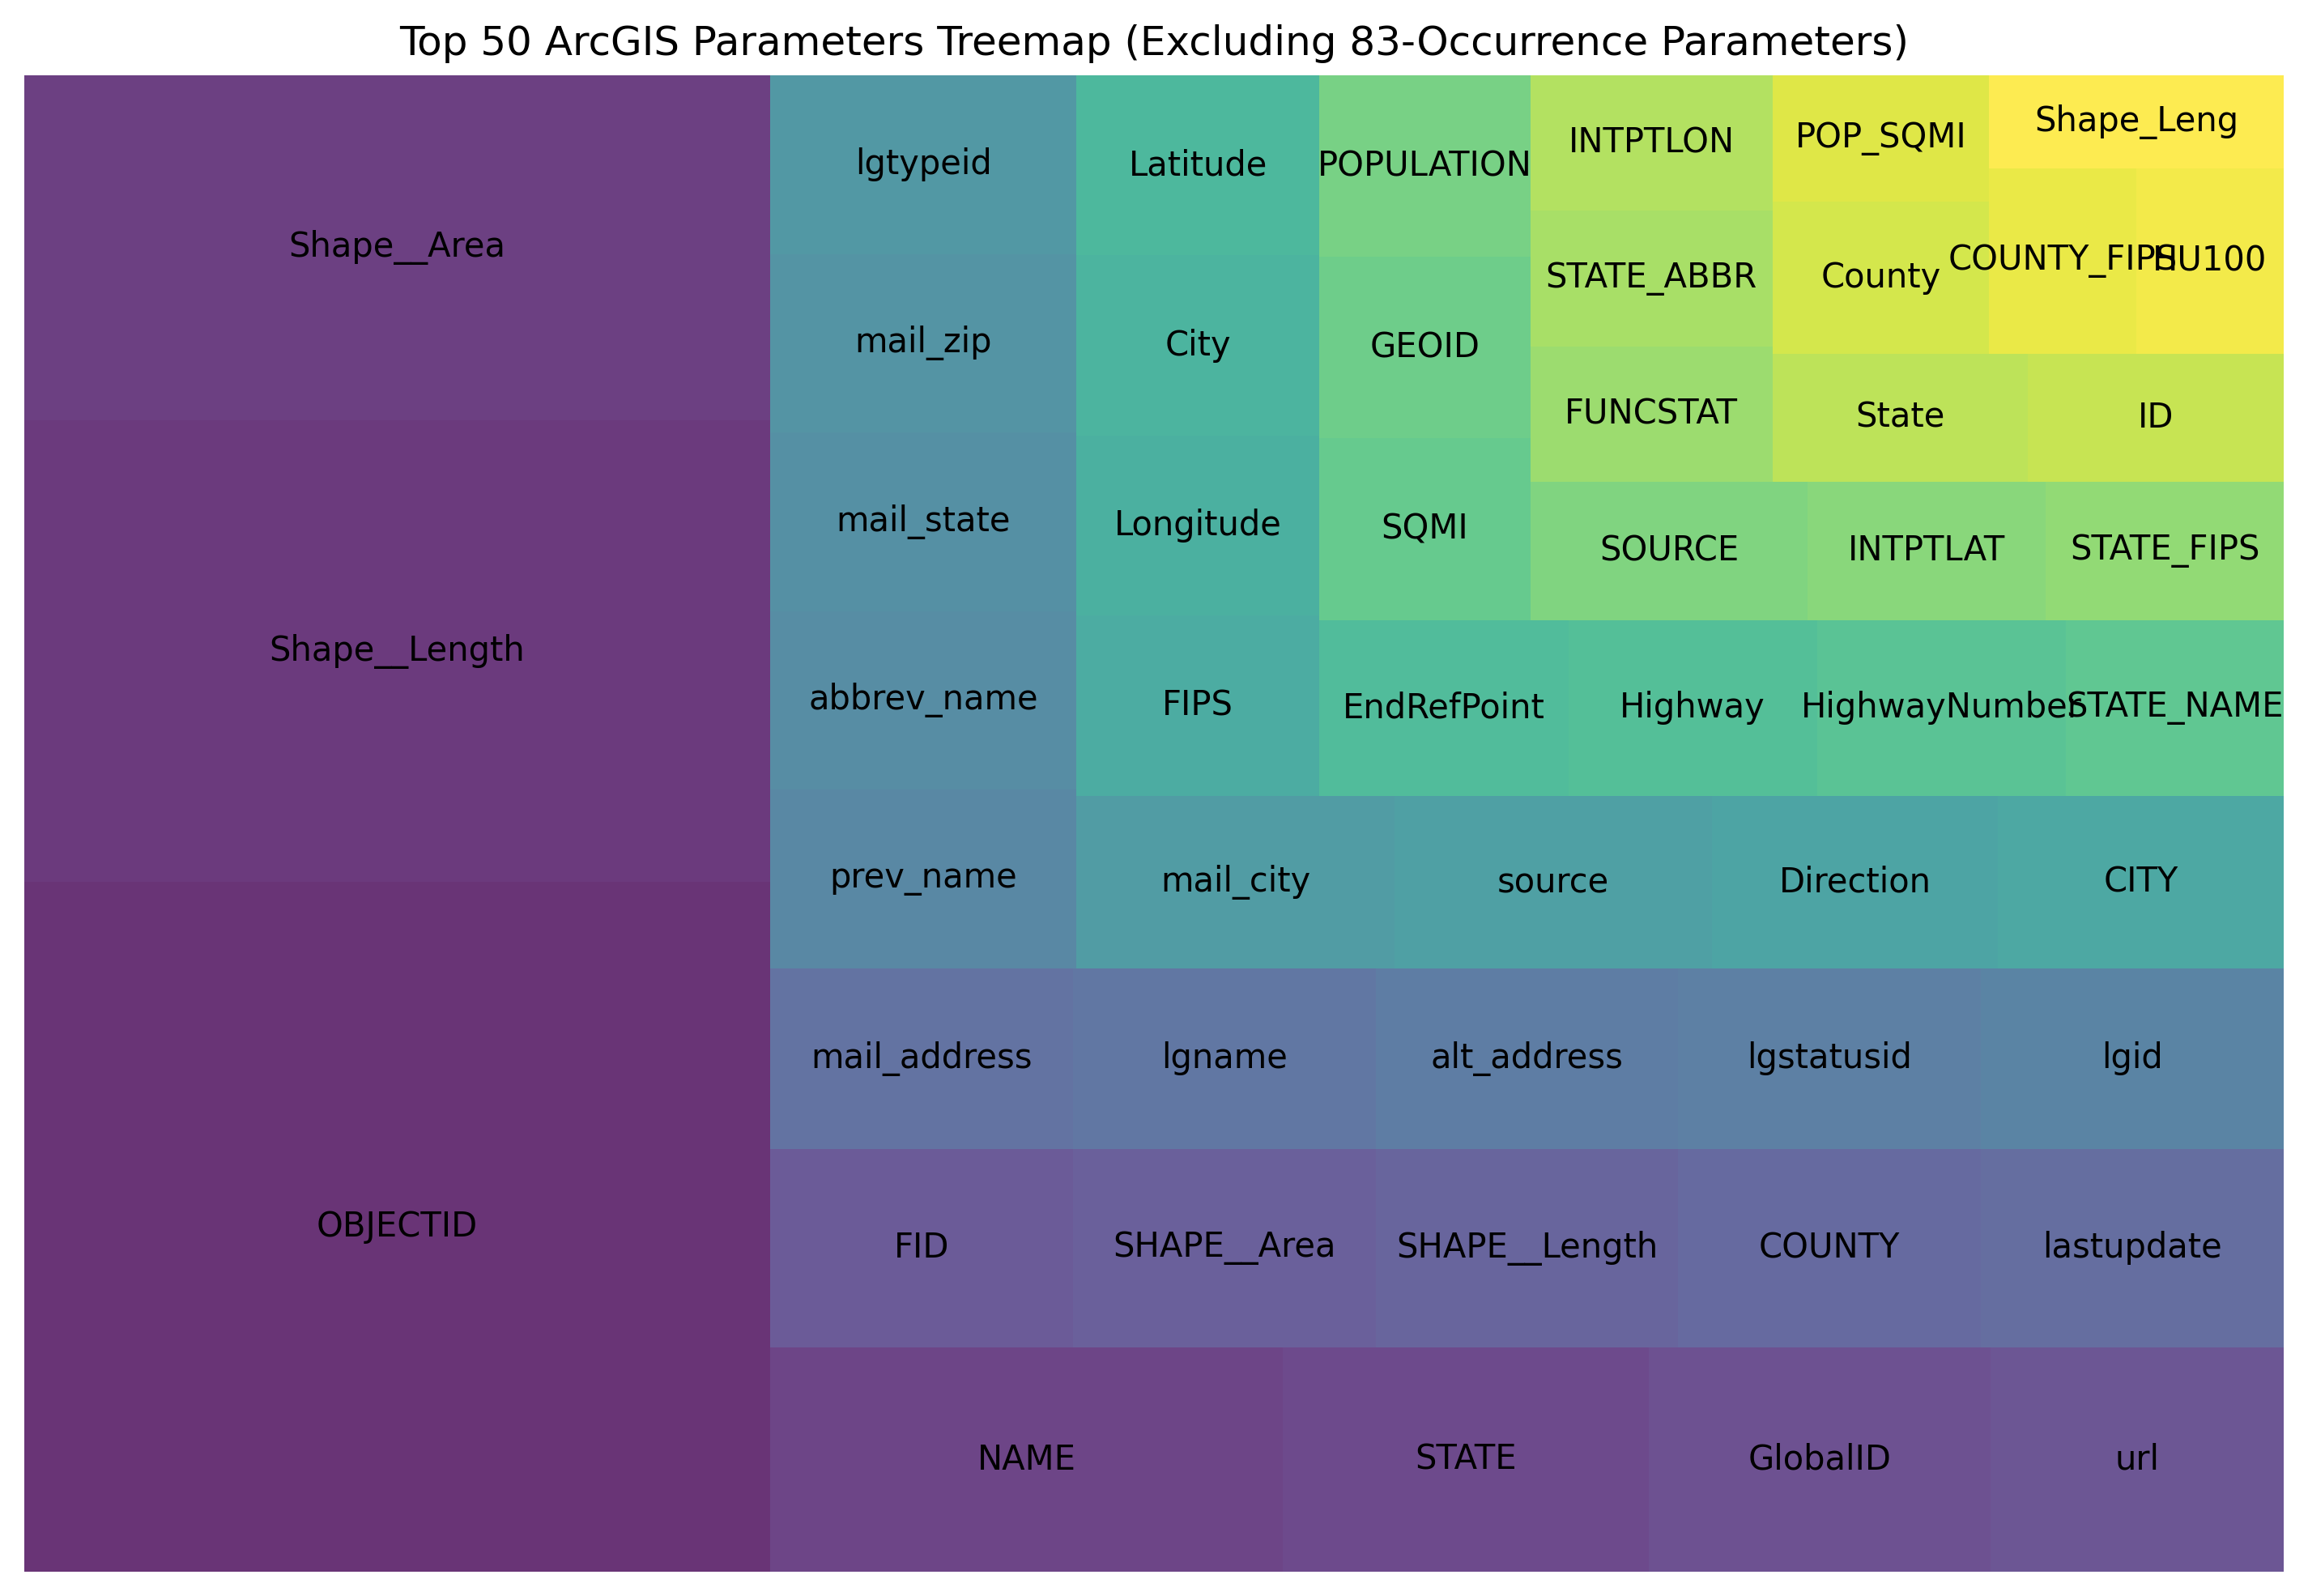 Top 50 ArcGIS Parameters Treemap (Excluding 83-Occurrence Parameters)
Shape__Area
Shape__Length
OBJECTID
lgtypeid
mail_zip
mail_state
abbrev_name
prev_name
Latitude
City
Longitude
FIPS
POPULATION
GEOID
SQMI
INTPTLON
STATE_ABBR
FUNCSTAT
POP_SQMI
County
Shape_Leng
COUNTY_FIPS
HU100
State
ID
SOURCE
INTPTLAT
STATE_FIPS
EndRefPoint
Highway
HighwayNumber
STATE_NAME
mail_city
source
Direction
CITY
mail_address
lgname
alt_address
lgstatusid
lgid
FID
SHAPE__Area
SHAPE__Length
COUNTY
lastupdate
NAME
STATE
GlobalID
url